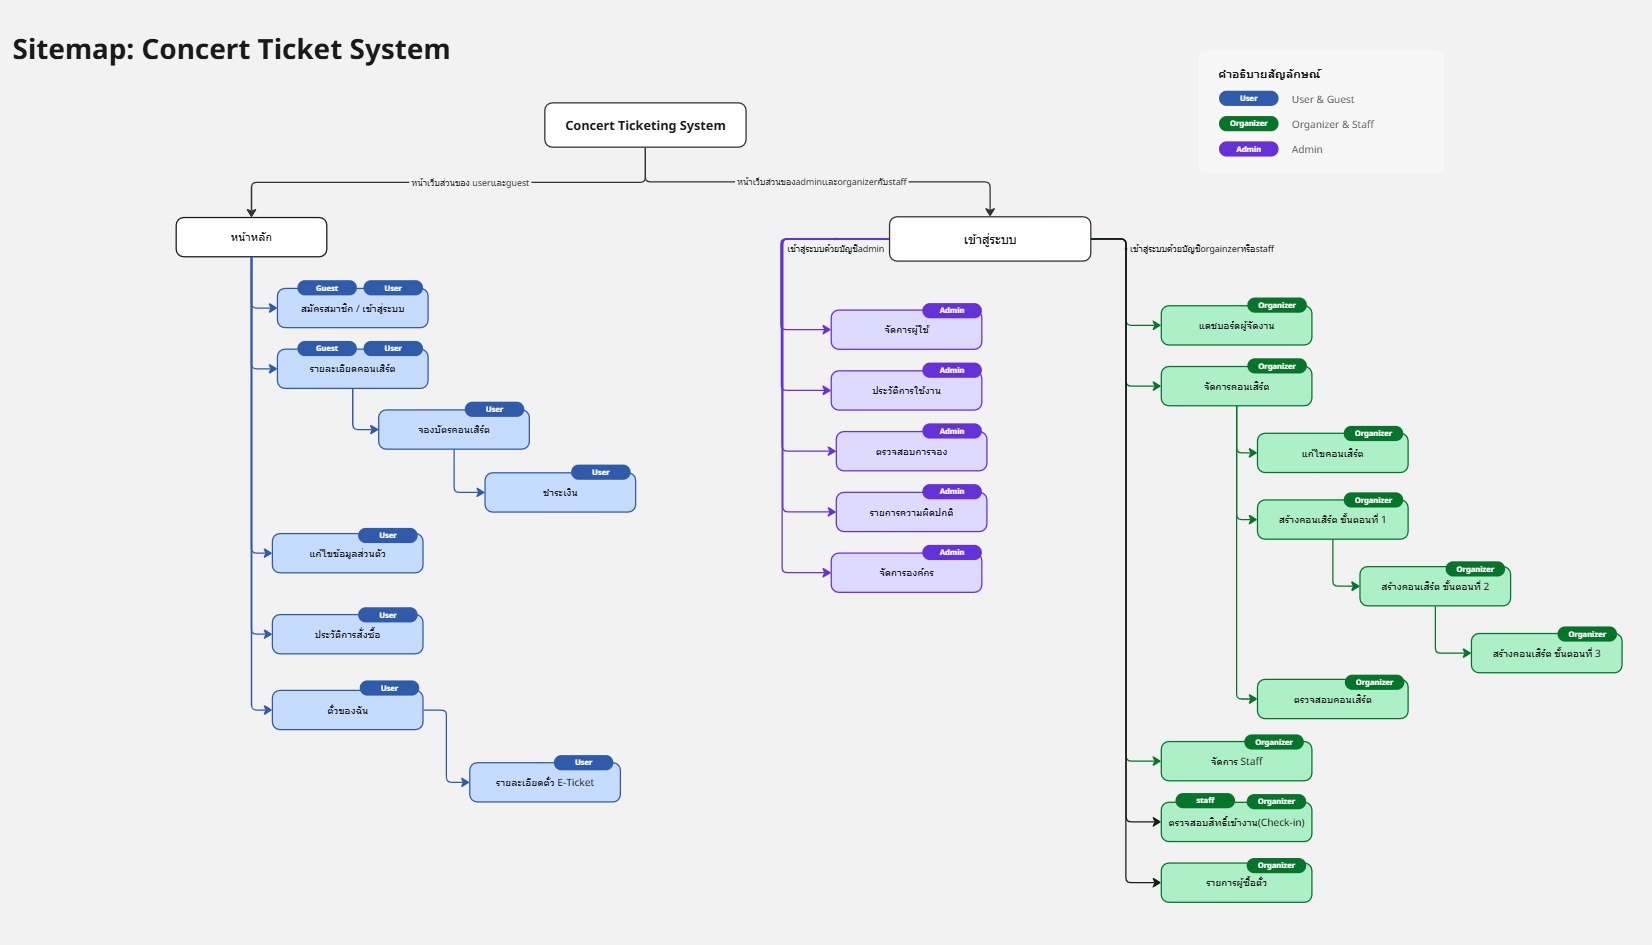 Sitemap: Concert Ticket System
คำอธิบายสัญลักษณ์
User
User & Guest
Organizer
Organizer & Staff
Admin
Admin
Concert Ticketing System
หน้าเว็บส่วนของ userและguest
หน้าเว็บส่วนของadminและorganizerกับstaff
หน้าหลัก
Guest
User
สมัครสมาชิก / เข้าสู่ระบบ
Guest
User
รายละเอียดคอนเสิร์ต
User
จองบัตรคอนเสิร์ต
User
ชำระเงิน
User
แก้ไขข้อมูลส่วนตัว
User
ประวัติการสั่งซื้อ
User
ตั๋วของฉัน
User
รายละเอียดตั๋ว E-Ticket
เข้าสู่ระบบ
เข้าสู่ระบบด้วยบัญชีadmin
Admin
จัดการผู้ใช้
Admin
ประวัติการใช้งาน
Admin
ตรวจสอบการจอง
Admin
รายการความผิดปกติ
Admin
จัดการองค์กร
เข้าสู่ระบบด้วยบัญชีorgainzerหรือstaff
Organizer
แดชบอร์ดผู้จัดงาน
Organizer
จัดการคอนเสิร์ต
Organizer
แก้ไขคอนเสิร์ต
Organizer
สร้างคอนเสิร์ต ขั้นตอนที่ 1
Organizer
สร้างคอนเสิร์ต ขั้นตอนที่ 2
Organizer
สร้างคอนเสิร์ต ขั้นตอนที่ 3
Organizer
ตรวจสอบคอนเสิร์ต
Organizer
จัดการ Staff
staff
Organizer
ตรวจสอบสิทธิ์เข้างาน(Check-in)
Organizer
รายการผู้ซื้อตั๋ว